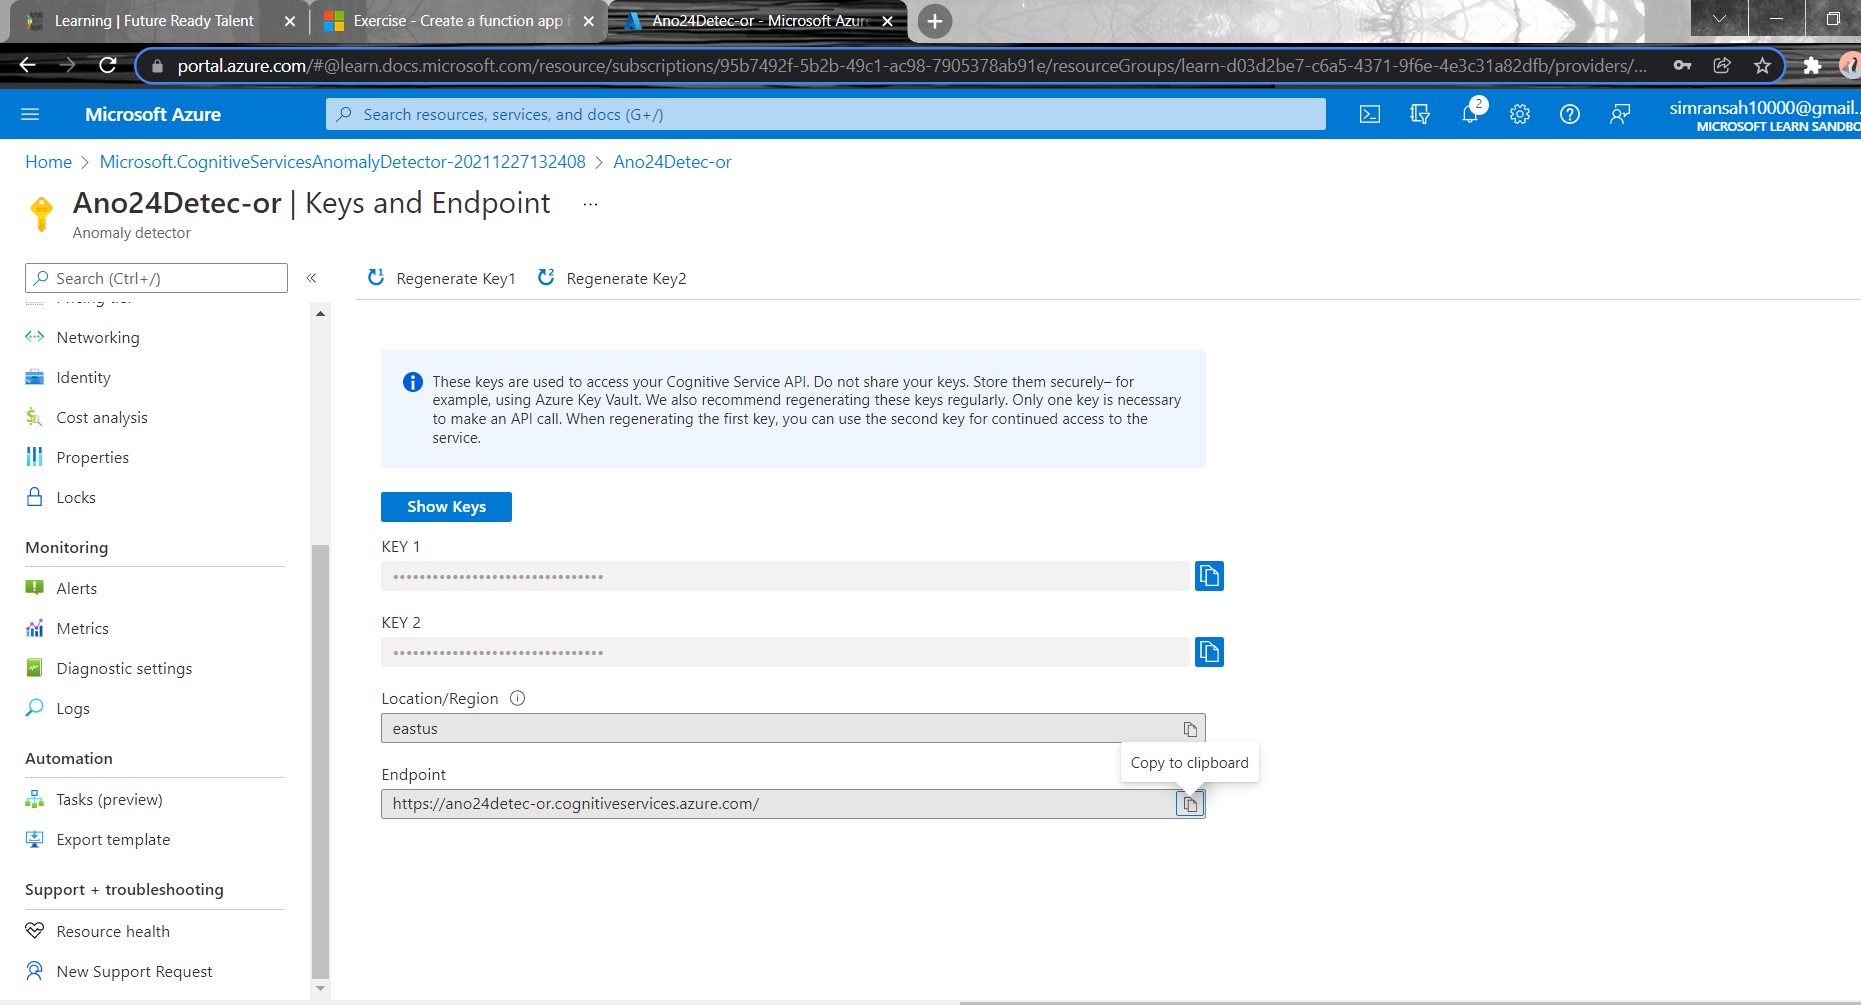 Learning | Future Ready Talent
Exercise - Create a function app i
Ano24Detec-or - Microsoft Azure
portal.azure.com/#@learn.docs.microsoft.com/resource/subscriptions/95b7492f-5b2b-49c1-ac98-7905378ab91e/resourceGroups/learn-d03d2be7-c6a5-4371-9f6e-4e3c31a82dfb/providers/...
Microsoft Azure
Search resources, services, and docs (G+/)
2
simransah10000@gmail...
MICROSOFT LEARN SANDBO
Home > Microsoft.CognitiveServicesAnomalyDetector-20211227132408 > Ano24Detec-or
Ano24Detec-or | Keys and Endpoint ...
Anomaly detector
Search (Ctrl+/)
«
Regenerate Key1
Regenerate Key2
Pricing tier
Networking
Identity
Cost analysis
Properties
Locks
Monitoring
Alerts
Metrics
Diagnostic settings
Logs
Automation
Tasks (preview)
Export template
Support + troubleshooting
Resource health
New Support Request
These keys are used to access your Cognitive Service API. Do not share your keys. Store them securely– for
example, using Azure Key Vault. We also recommend regenerating these keys regularly. Only one key is necessary
to make an API call. When regenerating the first key, you can use the second key for continued access to the
service.
Show Keys
KEY 1
••••••••••••••••••••••••••••••••
KEY 2
••••••••••••••••••••••••••••••••
Location/Region
eastus
Copy to clipboard
Endpoint
https://ano24detec-or.cognitiveservices.azure.com/